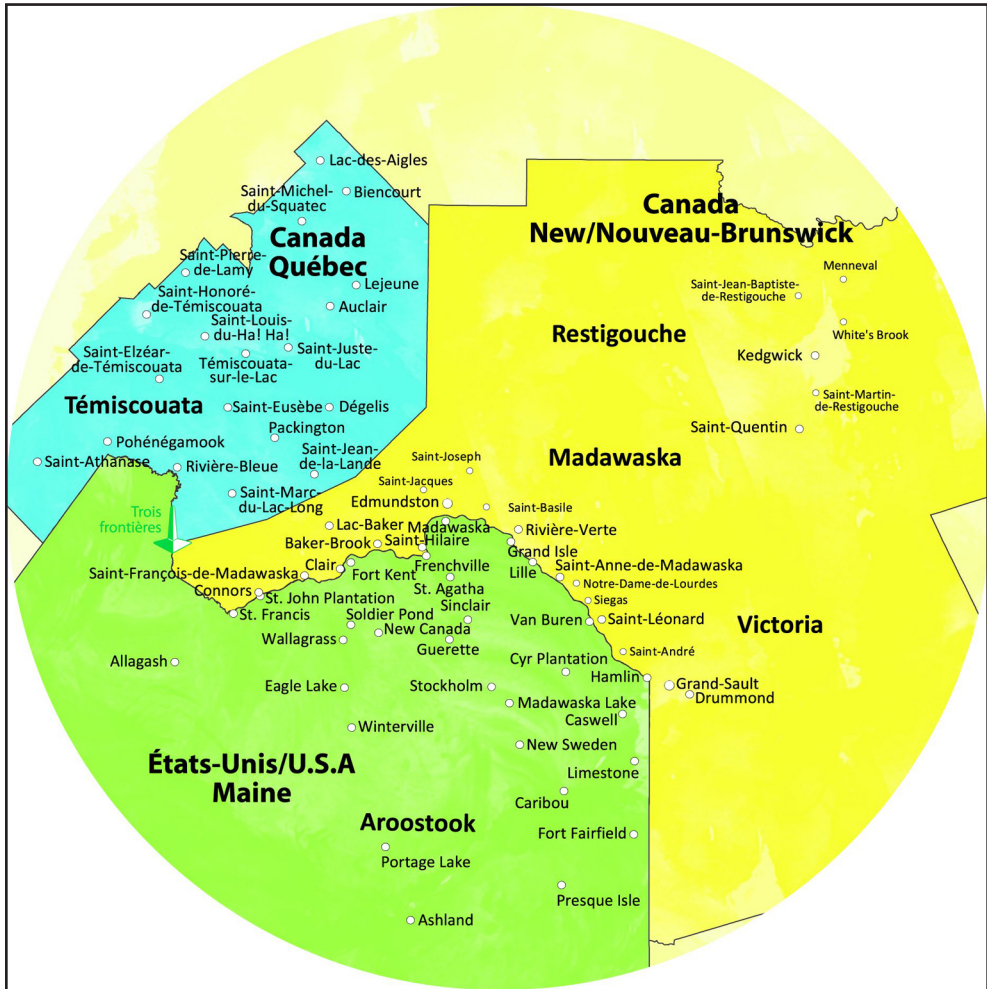 Lac-des-Aigles
Saint-Michel-
du-Squatec
Biencourt
Canada
Québec
Saint-Pierre-
de-Lamy
Lejeune
Saint-Honoré-
de-Témiscouata
Auclair
Saint-Louis-
du-Ha! Ha!
Saint-Elzéar-
de-Témiscouata
Témiscouata-
sur-le-Lac
Saint-Juste-
du-Lac
Témiscouata
Saint-Eusèbe
Dégelis
Packington
Pohénégamook
Saint-Athanase
Rivière-Bleue
Saint-Jean-
de-la-Lande
Saint-Marc-
du-Lac-Long
Trois
frontières
Canada
New/Nouveau-Brunswick
Menneval
Saint-Jean-Baptiste-
de-Restigouche
Restigouche
White's Brook
Kedgwick
Saint-Martin-
de-Restigouche
Saint-Quentin
Madawaska
Saint-Joseph
Saint-Jacques
Edmundston
Saint-Basile
Lac-Baker
Madawaska
Rivière-Verte
Baker-Brook
Saint-Hilaire
Grand Isle
Saint-François-de-Madawaska
Clair
Fort Kent
Frenchville
Lille
Saint-Anne-de-Madawaska
Connors
St. John Plantation
St. Agatha
Notre-Dame-de-Lourdes
St. Francis
Soldier Pond
Sinclair
Siegas
Wallagrass
New Canada
Guerette
Van Buren
Saint-Léonard
Victoria
Allagash
Cyr Plantation
Saint-André
Hamlin
Eagle Lake
Stockholm
Grand-Sault
Drummond
Madawaska Lake
Caswell
Winterville
New Sweden
États-Unis/U.S.A
Maine
Limestone
Caribou
Aroostook
Fort Fairfield
Portage Lake
Presque Isle
Ashland